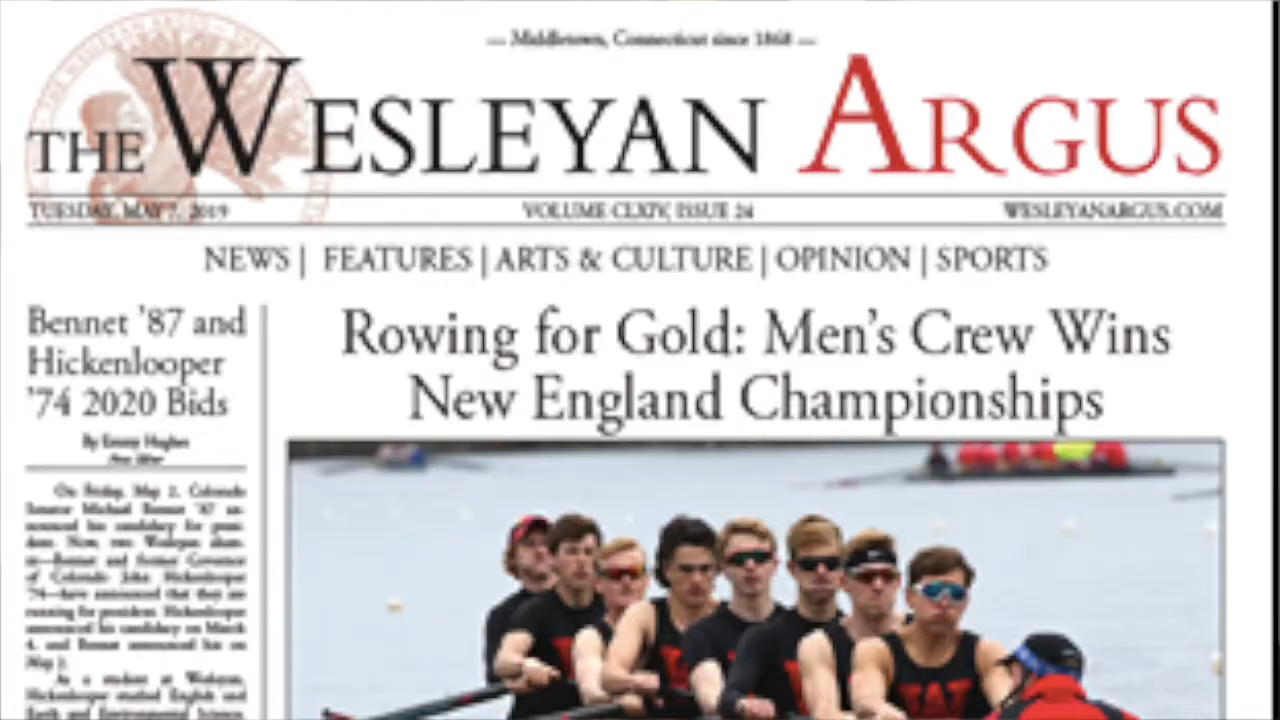 — Middletown, Connecticut since 1868 —
THE WESLEYAN ARGUS
TUESDAY, MAY 7, 2019 VOLUME CLXIV, ISSUE 24 WESLEYANARGUS.COM
NEWS | FEATURES | ARTS & CULTURE | OPINION | SPORTS
Bennet ’87 and
Hickenlooper
’74 2020 Bids
By Emmy Hughes
On Friday, May 2, Colorado
Senator Michael Bennet ’87 an-
nounced his candidacy for presi-
dent. Now, two Wesleyan alum-
ni—Bennet and former Governor
of Colorado John Hickenlooper
’74—have announced that they are
running for president. Hickenlooper
announced his candidacy on March
4, and Bennet announced his on
May 2.
As a student at Wesleyan,
Hickenlooper studied English and
Earth and Environmental Science,
Rowing for Gold: Men’s Crew Wins
New England Championships
W